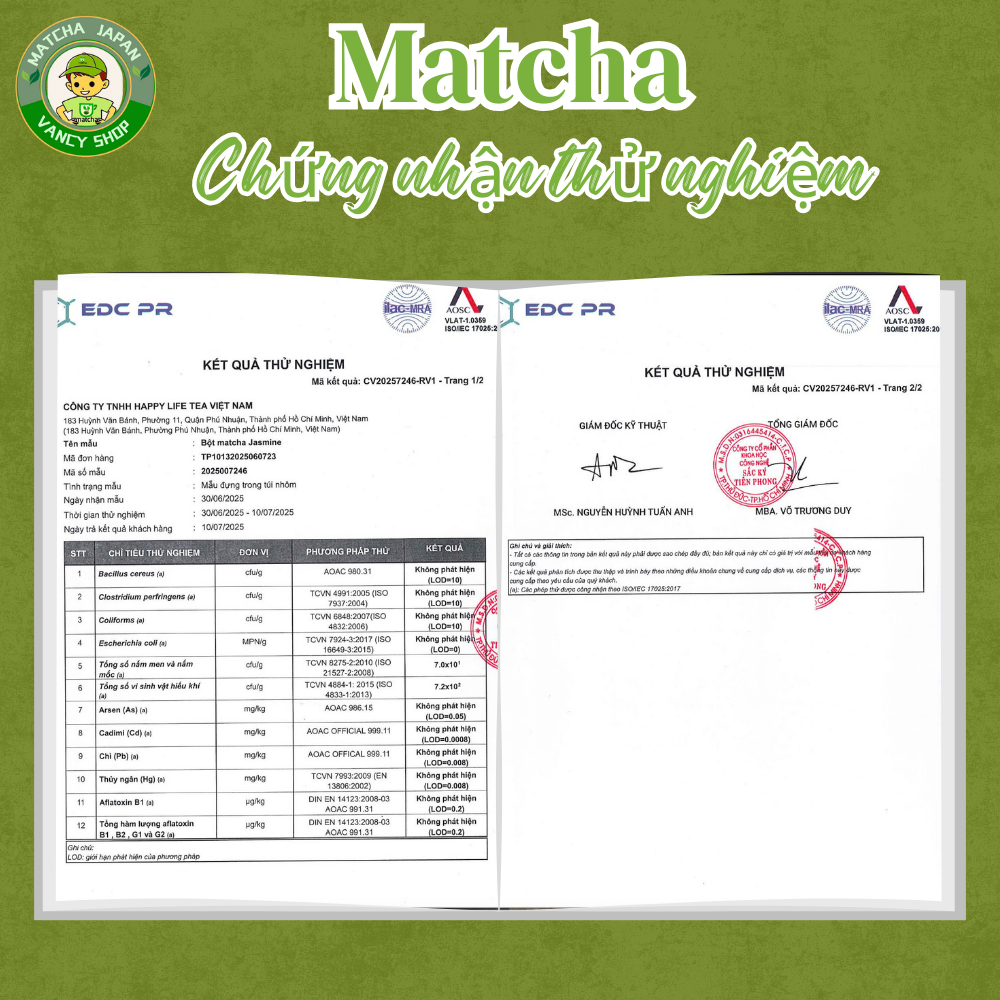 MATCHA JAPAN
matcha
VANCY SHOP
Matcha
Chứng nhận thử nghiệm
EDC PR
ilac-MRA
AOSC
VLAT-1.0359
ISO/IEC 17025:2
KẾT QUẢ THỬ NGHIỆM
Mã kết quả: CV20257246-RV1 - Trang 1/2
CÔNG TY TNHH HAPPY LIFE TEA VIỆT NAM
183 Huỳnh Văn Bánh, Phường 11, Quận Phú Nhuận, Thành phố Hồ Chí Minh, Việt Nam
(183 Huỳnh Văn Bánh, Phường Phú Nhuận, Thành phố Hồ Chí Minh, Việt Nam)
Tên mẫu : Bột matcha Jasmine
Mã đơn hàng : TP10132025060723
Mã số mẫu : 2025007246
Tình trạng mẫu : Mẫu đựng trong túi nhôm
Ngày nhận mẫu : 30/06/2025
Thời gian thử nghiệm : 30/06/2025 - 10/07/2025
Ngày trả kết quả khách hàng : 10/07/2025
STT CHỈ TIÊU THỬ NGHIỆM ĐƠN VỊ PHƯƠNG PHÁP THỬ KẾT QUẢ
1 Bacillus cereus (a) cfu/g AOAC 980.31 Không phát hiện
(LOD=10)
2 Clostridium perfringens (a) cfu/g TCVN 4991:2005 (ISO Không phát hiện
7937:2004) (LOD=10)
3 Coliforms (a) cfu/g TCVN 6848:2007(ISO Không phát hiện
4832:2006) (LOD=10)
4 Escherichia coli (a) MPN/g TCVN 7924-3:2017 (ISO Không phát hiện
16649-3:2015) (LOD=0)
5 Tổng số nấm men và nấm cfu/g TCVN 8275-2:2010 (ISO 7.0x10¹
mốc (a) 21527-2:2008)
6 Tổng số vi sinh vật hiếu khí cfu/g TCVN 4884-1: 2015 (ISO 7.2x10²
(a) 4833-1:2013)
7 Arsen (As) (a) mg/kg AOAC 986.15 Không phát hiện
(LOD=0.05)
8 Cadimi (Cd) (a) mg/kg AOAC OFFICIAL 999.11 Không phát hiện
(LOD=0.0008)
9 Chì (Pb) (a) mg/kg AOAC OFFICIAL 999.11 Không phát hiện
(LOD=0.008)
10 Thủy ngân (Hg) (a) mg/kg TCVN 7993:2009 (EN Không phát hiện
13806:2002) (LOD=0.008)
11 Aflatoxin B1 (a) µg/kg DIN EN 14123:2008-03 Không phát hiện
AOAC 991.31 (LOD=0.2)
12 Tổng hàm lượng aflatoxin µg/kg DIN EN 14123:2008-03 Không phát hiện
B1 , B2 , G1 và G2 (a) AOAC 991.31 (LOD=0.2)
Ghi chú:
LOD: giới hạn phát hiện của phương pháp
EDC PR
ilac-MRA
AOSC
VLAT-1.0359
ISO/IEC 17025:20
KẾT QUẢ THỬ NGHIỆM
Mã kết quả: CV20257246-RV1 - Trang 2/2
GIÁM ĐỐC KỸ THUẬT TỔNG GIÁM ĐỐC
M.S.D.N:0316445414-C.T.C.P
CÔNG TY CỔ PHẦN
KHOA HỌC
CÔNG NGHỆ
SẮC KÝ
TIÊN PHONG
TP.THỦ ĐỨC-TP.HỒ CHÍ MINH
MSc. NGUYỄN HUỲNH TUẤN ANH MBA. VÕ TRƯƠNG DUY
Ghi chú và giải thích:
- Tất cả các thông tin trong bản kết quả này phải được sao chép đầy đủ; bản kết quả này chỉ có giá trị với mẫu khách hàng
cung cấp.
- Các kết quả phân tích được thu thập và trình bày theo những điều khoản chung về cung cấp dịch vụ, các thông tin này được
cung cấp theo yêu cầu của quý khách.
(a): Các phép thử được công nhận theo ISO/IEC 17025:2017